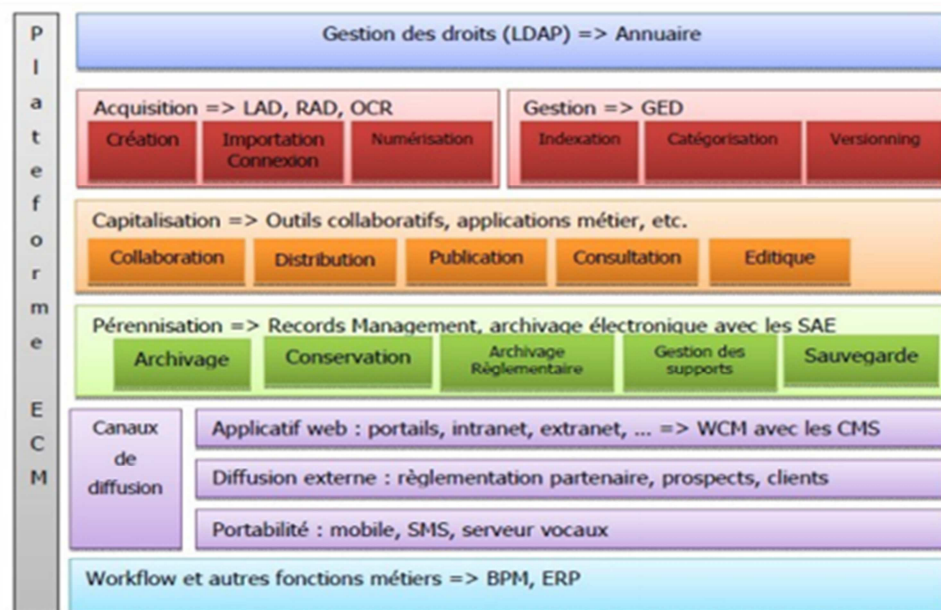 Plateforme ECM
Gestion des droits (LDAP) => Annuaire
Acquisition => LAD, RAD, OCR
Création
Importation
Connexion
Numérisation
Gestion => GED
Indexation
Catégorisation
Versionning
Capitalisation => Outils collaboratifs, applications métier, etc.
Collaboration
Distribution
Publication
Consultation
Editique
Pérennisation => Records Management, archivage électronique avec les SAE
Archivage
Conservation
Archivage
Règlementaire
Gestion des
supports
Sauvegarde
Canaux
de
diffusion
Applicatif web : portails, intranet, extranet, ... => WCM avec les CMS
Diffusion externe : règlementation partenaire, prospects, clients
Portabilité : mobile, SMS, serveur vocaux
Workflow et autres fonctions métiers => BPM, ERP